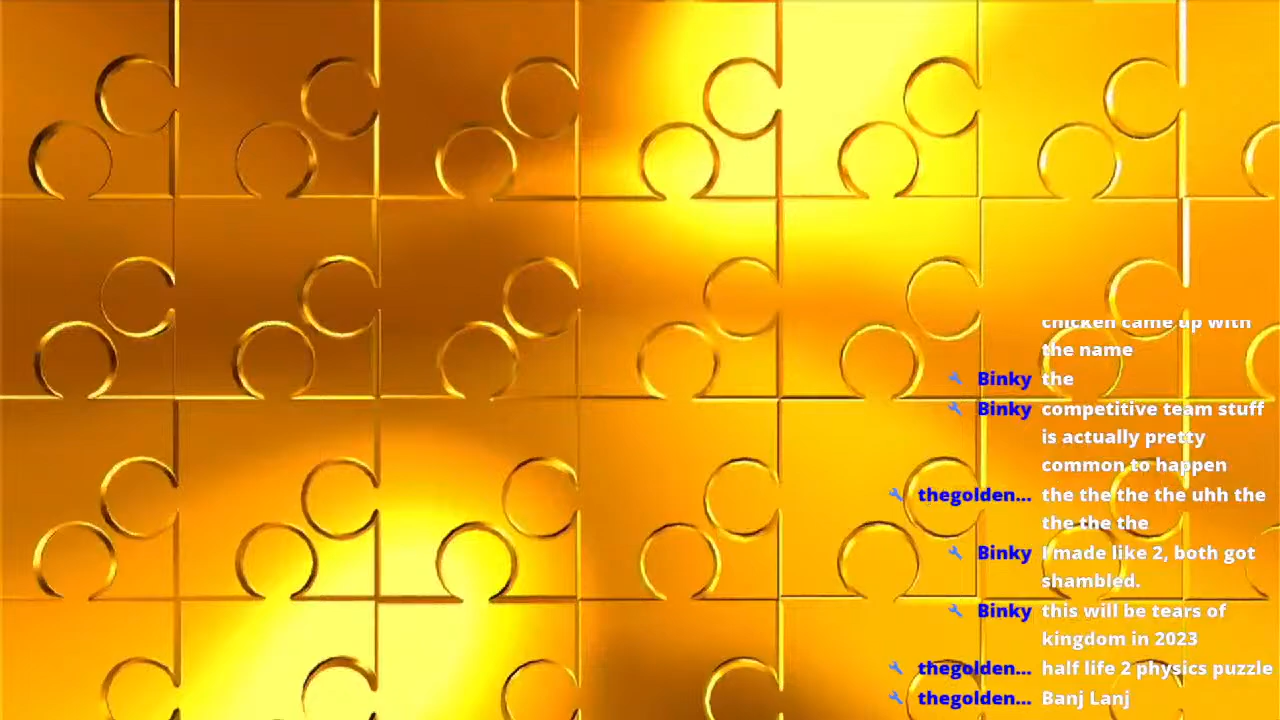 chicken came up with
the name
Binky the
Binky competitive team stuff
is actually pretty
common to happen
thegolden... the the the the uhh the
the the the
Binky I made like 2, both got
shambled.
Binky this will be tears of
kingdom in 2023
thegolden... half life 2 physics puzzle
thegolden... Banj Lanj